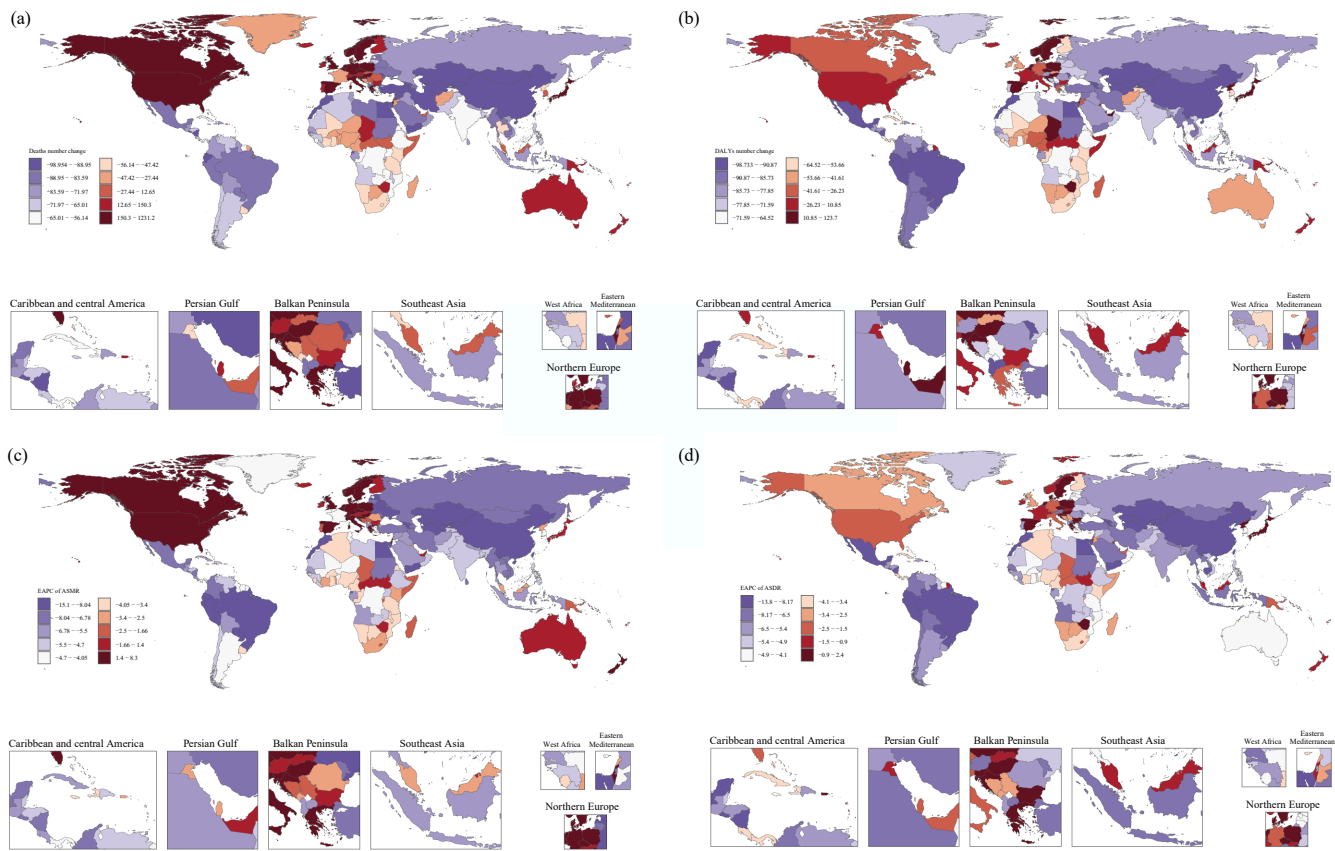 (a)
Deaths number change
−98.954 – −88.95
−88.95 – −83.59
−83.59 – −71.97
−71.97 – −65.01
−65.01 – −56.14
−56.14 – −47.42
−47.42 – −27.44
−27.44 – 12.65
12.65 – 150.3
150.3 – 1231.2
Caribbean and central America
Persian Gulf
Balkan Peninsula
Southeast Asia
West Africa
Eastern
Mediterranean
Northern Europe
(b)
DALYs number change
−98.733 – −90.87
−90.87 – −85.73
−85.73 – −77.85
−77.85 – −71.59
−71.59 – −64.52
−64.52 – −53.66
−53.66 – −41.61
−41.61 – −26.23
−26.23 – 10.85
10.85 – 123.7
Caribbean and central America
Persian Gulf
Balkan Peninsula
Southeast Asia
West Africa
Eastern
Mediterranean
Northern Europe
(c)
EAPC of ASMR
−15.1 – −8.04
−8.04 – −6.78
−6.78 – −5.5
−5.5 – −4.7
−4.7 – −4.05
−4.05 – −3.4
−3.4 – −2.5
−2.5 – −1.66
−1.66 – 1.4
1.4 – 8.3
Caribbean and central America
Persian Gulf
Balkan Peninsula
Southeast Asia
West Africa
Eastern
Mediterranean
Northern Europe
(d)
EAPC of ASDR
−13.8 – −8.17
−8.17 – −6.5
−6.5 – −5.4
−5.4 – −4.9
−4.9 – −4.1
−4.1 – −3.4
−3.4 – −2.5
−2.5 – −1.5
−1.5 – −0.9
−0.9 – 2.4
Caribbean and central America
Persian Gulf
Balkan Peninsula
Southeast Asia
West Africa
Eastern
Mediterranean
Northern Europe